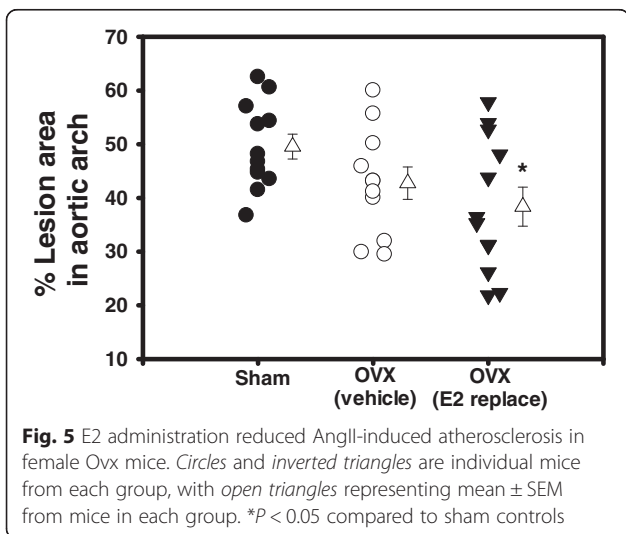 70
60
50
40
30
20
10
% Lesion area
in aortic arch
*
Sham
OVX
(vehicle)
OVX
(E2 replace)
Fig. 5 E2 administration reduced AngII-induced atherosclerosis in
female Ovx mice. Circles and inverted triangles are individual mice
from each group, with open triangles representing mean ± SEM
from mice in each group. *P < 0.05 compared to sham controls